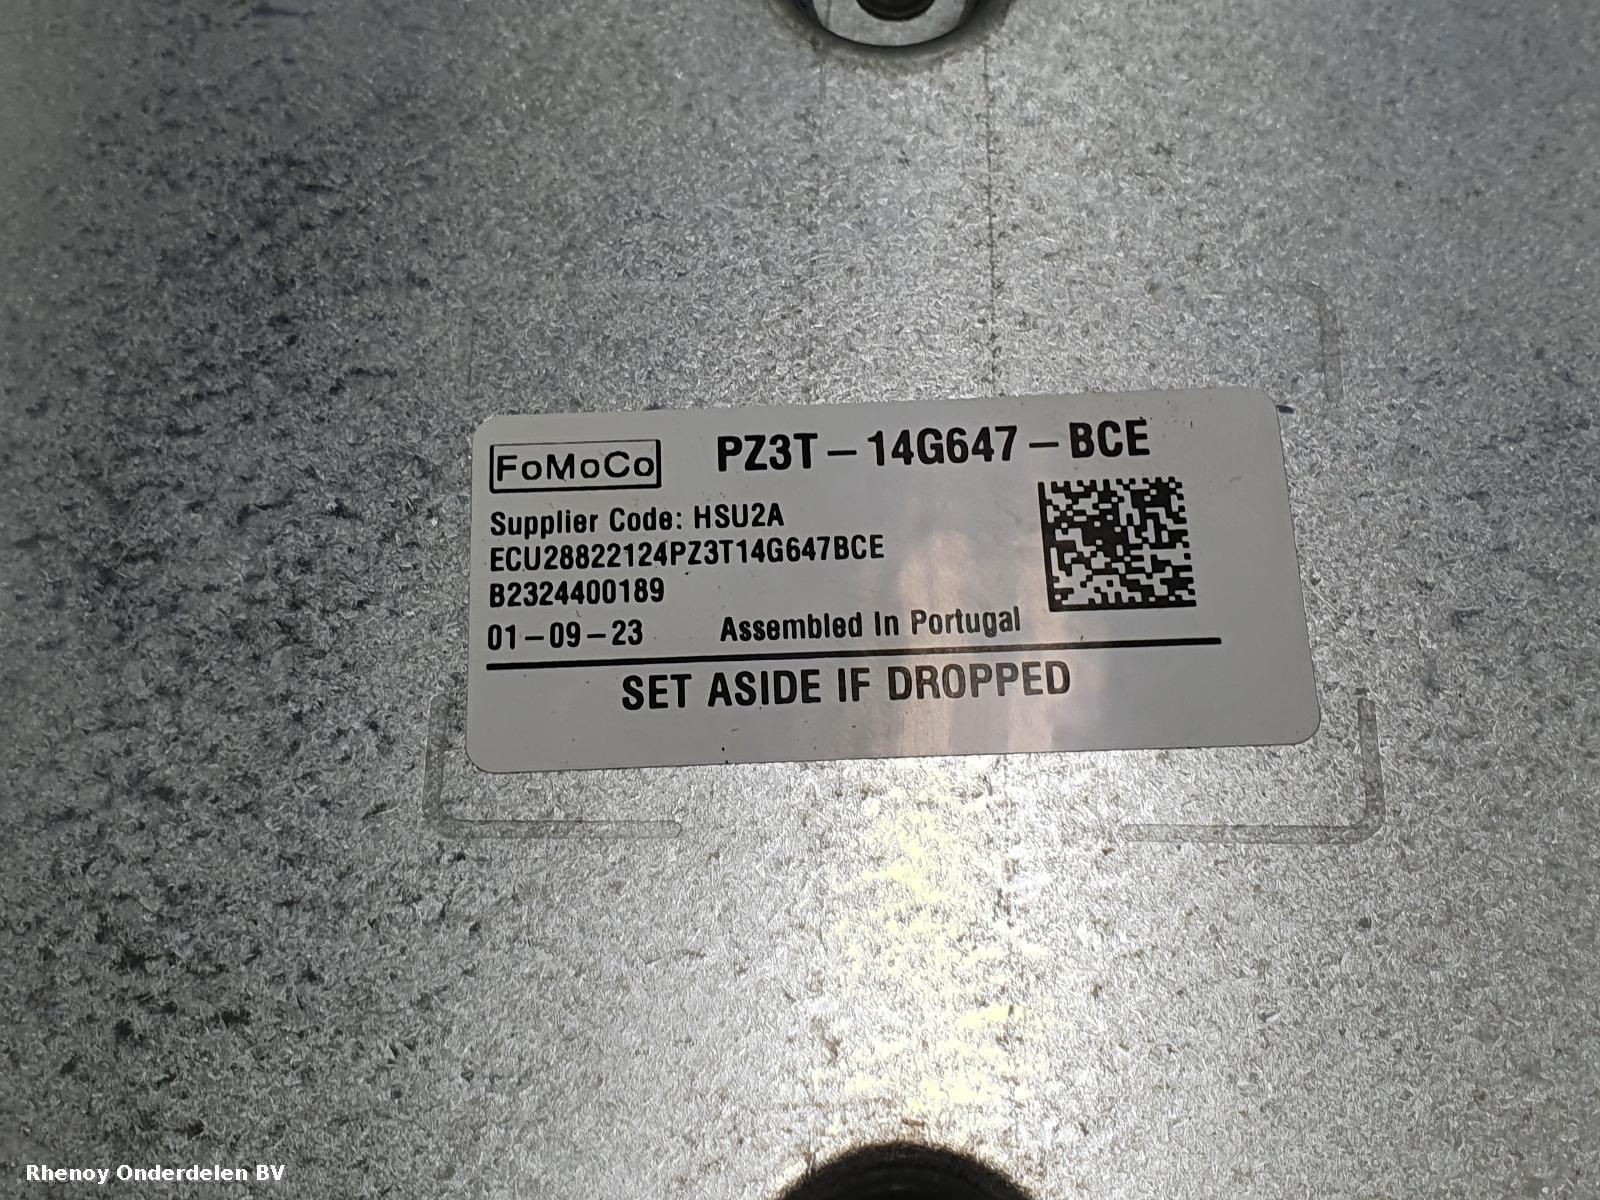 FoMoCo PZ3T-14G647-BCE
Supplier Code: HSU2A
ECU28822124PZ3T14G647BCE
B2324400189
01-09-23 Assembled In Portugal
SET ASIDE IF DROPPED
Rhenoy Onderdelen BV